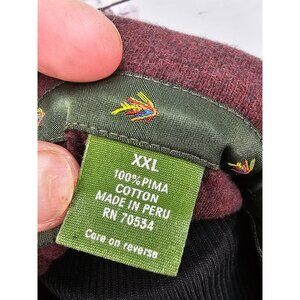 XXL
100% PIMA
COTTON
MADE IN PERU
RN 70534
Care on reverse